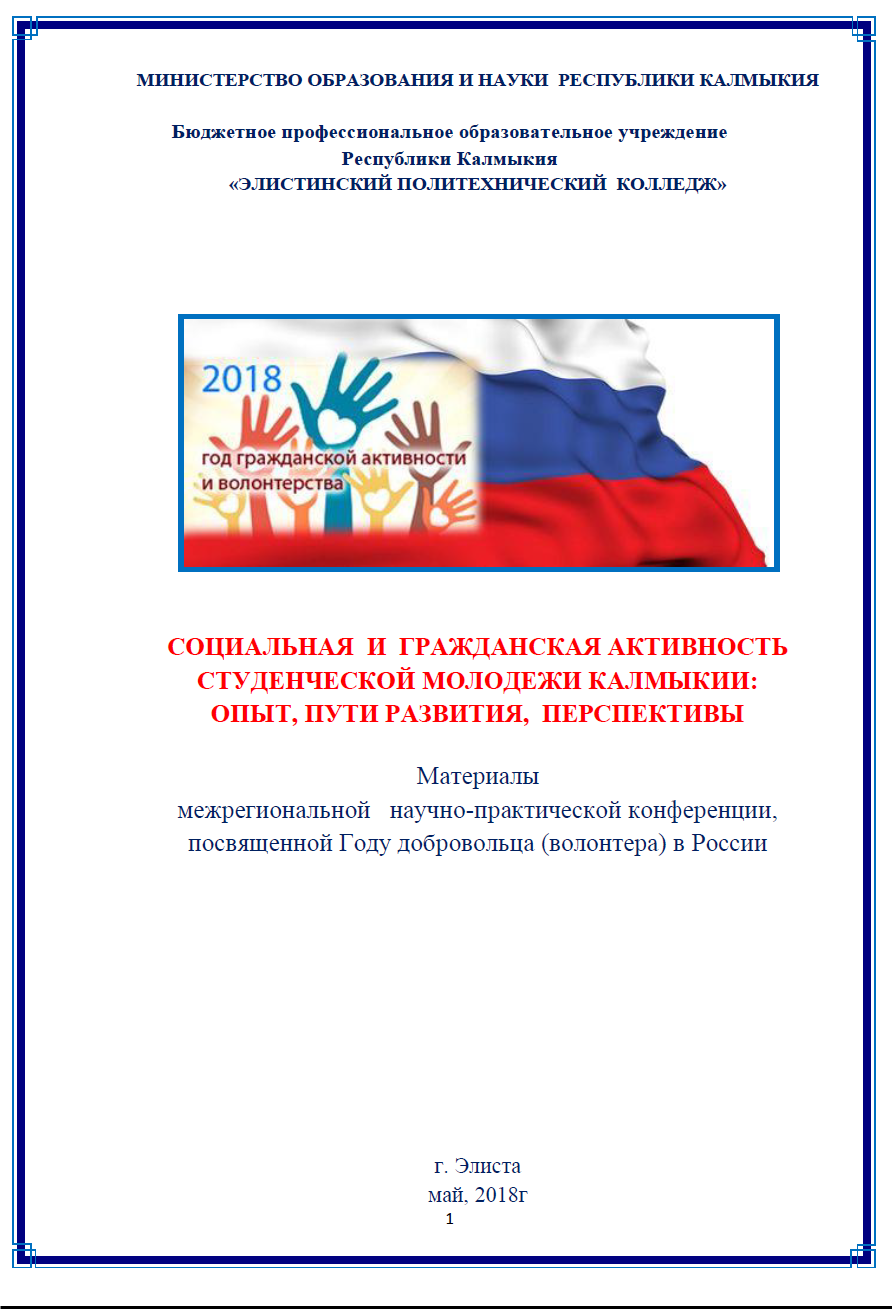 МИНИСТЕРСТВО ОБРАЗОВАНИЯ И НАУКИ РЕСПУБЛИКИ КАЛМЫКИЯ
Бюджетное профессиональное образовательное учреждение
Республики Калмыкия
«ЭЛИСТИНСКИЙ ПОЛИТЕХНИЧЕСКИЙ КОЛЛЕДЖ»
2018
год гражданской активности
и волонтерства
СОЦИАЛЬНАЯ И ГРАЖДАНСКАЯ АКТИВНОСТЬ
СТУДЕНЧЕСКОЙ МОЛОДЕЖИ КАЛМЫКИИ:
ОПЫТ, ПУТИ РАЗВИТИЯ, ПЕРСПЕКТИВЫ
Материалы
межрегиональной научно-практической конференции,
посвященной Году добровольца (волонтера) в России
г. Элиста
май, 2018г
1